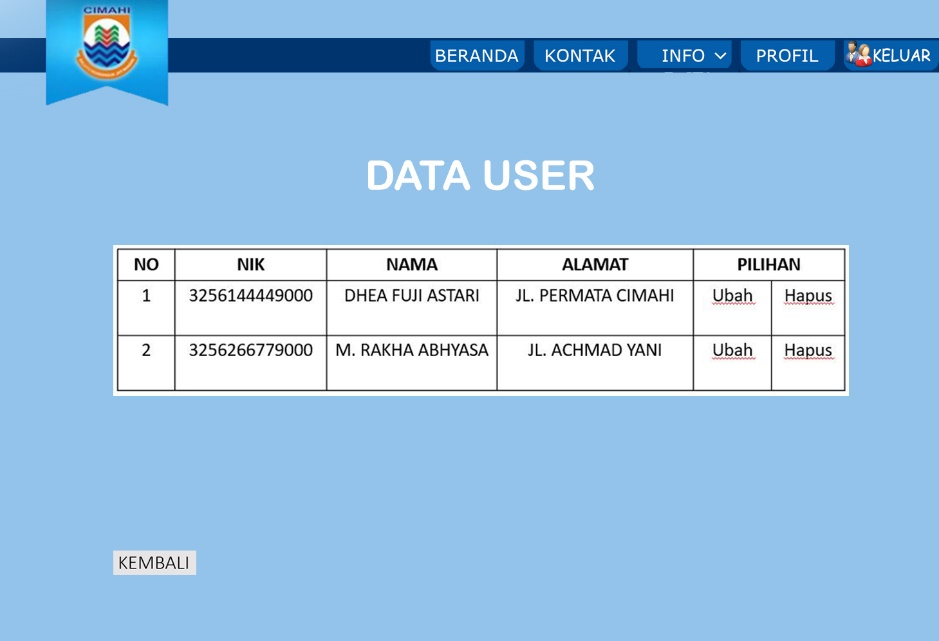 CIMAHI
BERANDA KONTAK INFO PROFIL KELUAR
DATA USER
NO NIK NAMA ALAMAT PILIHAN
1 3256144449000 DHEA FUJI ASTARI JL. PERMATA CIMAHI Ubah Hapus
2 3256266779000 M. RAKHA ABHYASA JL. ACHMAD YANI Ubah Hapus
KEMBALI